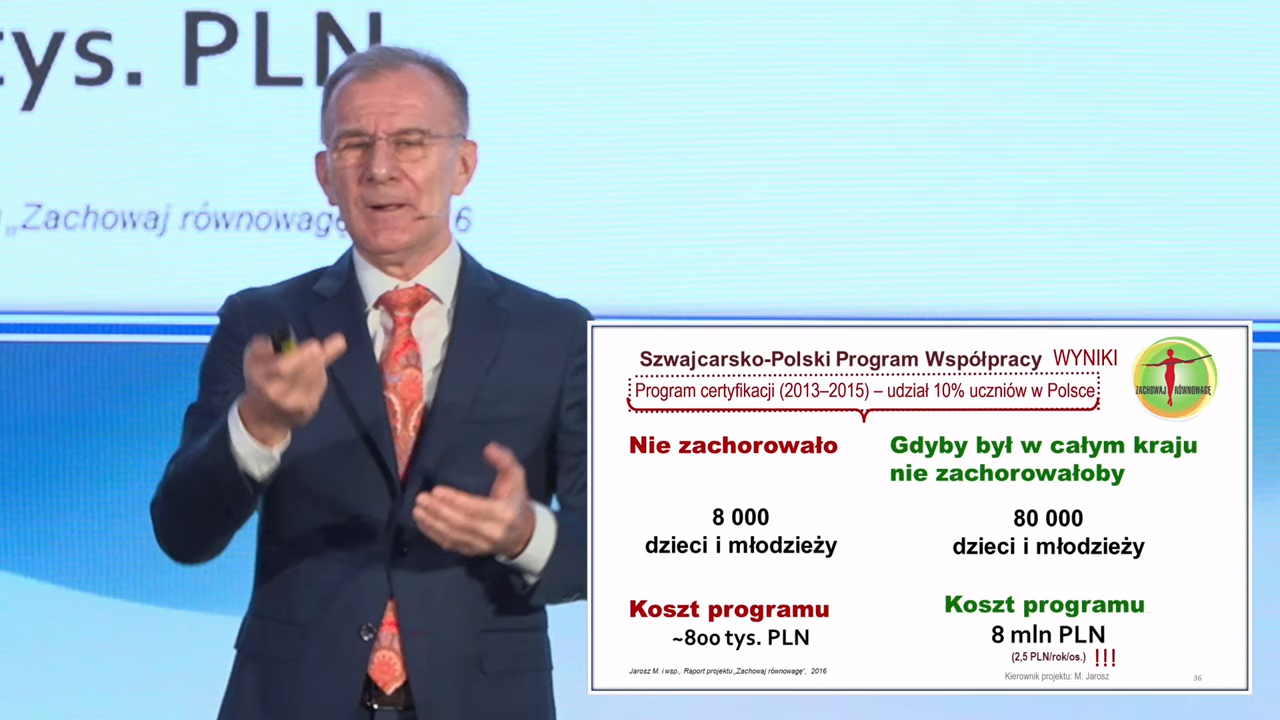 tys. PLN
„Zachowaj równowagę 6
Szwajcarsko-Polski Program Współpracy WYNIKI
Program certyfikacji (2013–2015) – udział 10% uczniów w Polsce
ZACHOWAJ RÓWNOWAGĘ
Nie zachorowało
8 000
dzieci i młodzieży
Koszt programu
~800 tys. PLN
Jarosz M. i wsp., Raport projektu „Zachowaj równowagę”, 2016
Gdyby był w całym kraju
nie zachorowałoby
80 000
dzieci i młodzieży
Koszt programu
8 mln PLN
(2,5 PLN/rok/os.) !!!
Kierownik projektu: M. Jarosz
36